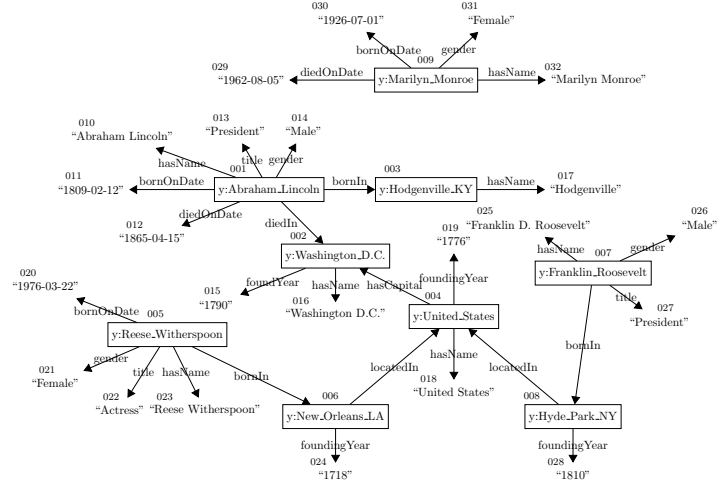 030
“1926-07-01”
031
“Female”
bornOnDate
gender
009
y:Marilyn_Monroe
029
“1962-08-05”
diedOnDate
hasName
032
“Marilyn Monroe”
010
“Abraham Lincoln”
013
“President”
014
“Male”
hasName
title
gender
001
y:Abraham_Lincoln
011
“1809-02-12”
bornOnDate
bornIn
003
y:Hodgenville_KY
hasName
017
“Hodgenville”
012
“1865-04-15”
diedOnDate
diedIn
002
y:Washington_D.C.
foundYear
hasName
hasCapital
015
“1790”
016
“Washington D.C.”
019
“1776”
foundingYear
004
y:United_States
hasName
018
“United States”
025
“Franklin D. Roosevelt”
026
“Male”
hasName
gender
007
y:Franklin_Roosevelt
title
027
“President”
bornIn
020
“1976-03-22”
bornOnDate
005
y:Reese_Witherspoon
gender
021
“Female”
title
hasName
022
“Actress”
023
“Reese Witherspoon”
bornIn
locatedIn
locatedIn
006
y:New_Orleans_LA
foundingYear
024
“1718”
008
y:Hyde_Park_NY
foundingYear
028
“1810”